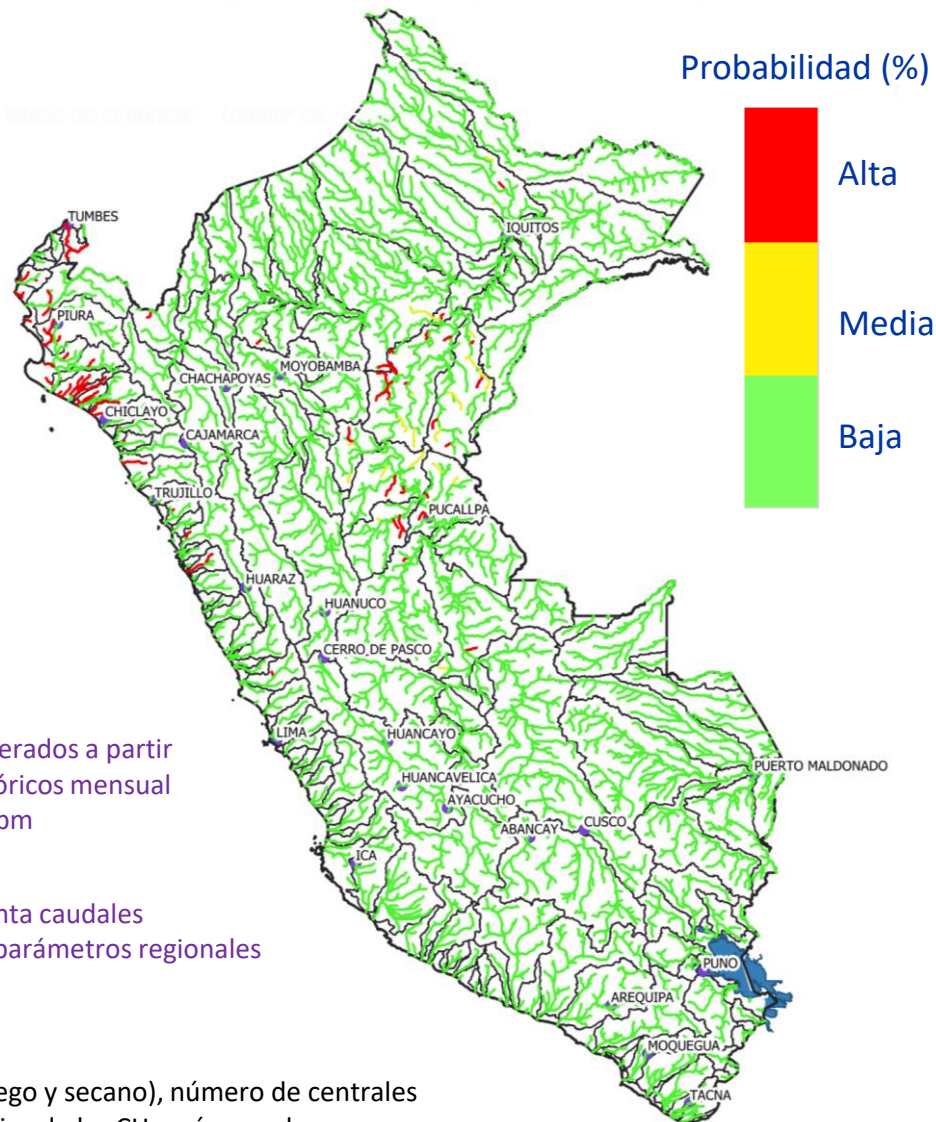 Probabilidad (%)
Alta
Media
Baja
TUMBES
IQUITOS
PIURA
MOYOBAMBA
CHACHAPOYAS
CHICLAYO
CAJAMARCA
TRUJILLO
PUCALLPA
HUARAZ
HUANUCO
CERRO DE PASCO
LIMA
HUANCAYO
PUERTO MALDONADO
HUANCAVELICA
AYACUCHO
ABANCAY
CUSCO
ICA
PUNO
AREQUIPA
MOQUEGUA
TACNA
erados a partir
óricos mensual
om
nta caudales
parámetros regionales
ego y secano), número de centrales